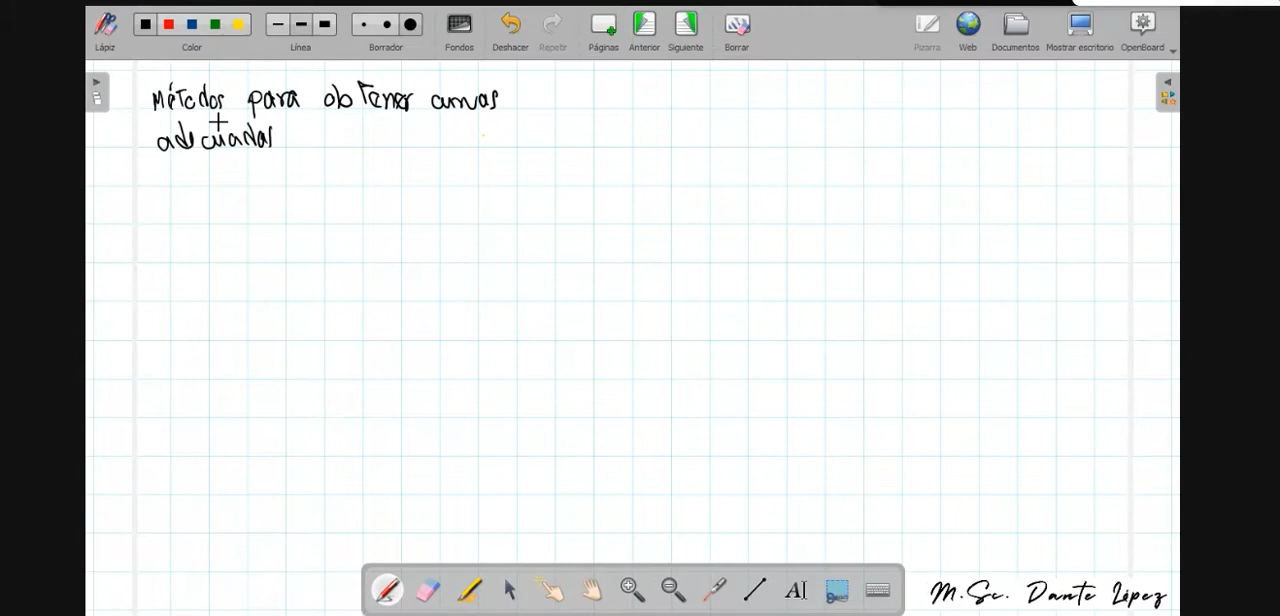 Lápiz Color Línea Borrador Fondos Deshacer Repetir Páginas Anterior Siguiente Borrar Pizarra Web Documentos Mostrar escritorio OpenBoard
Métodos para obtener curvas
adecuadas
M.Sc. Dante López